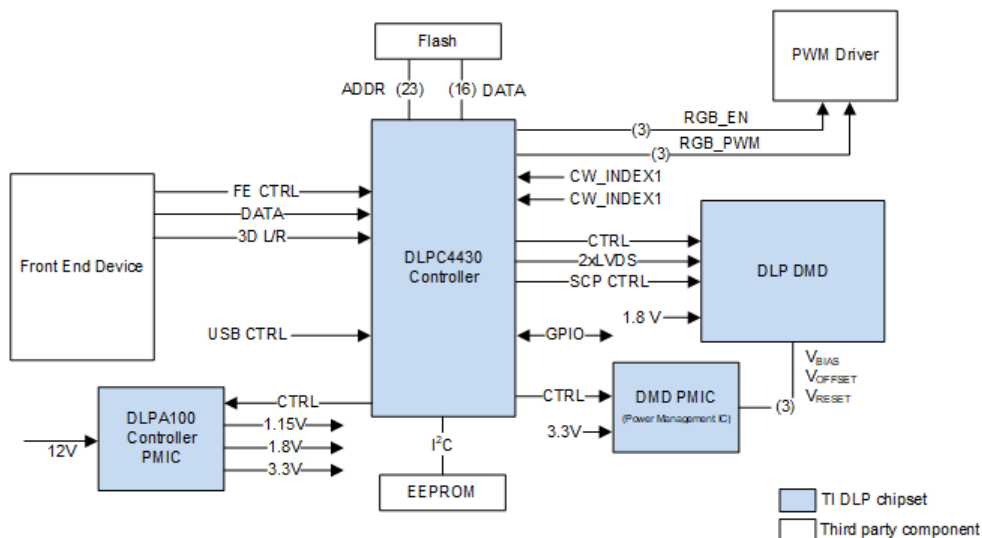 Flash
PWM Driver
ADDR (23)
(16) DATA
RGB_EN
(3)
RGB_PWM
(3)
CW_INDEX1
CW_INDEX1
Front End Device
FE CTRL
DATA
3D L/R
DLPC4430
Controller
CTRL
2xLVDS
SCP CTRL
DLP DMD
1.8 V
USB CTRL
GPIO
VBIAS
VOFFSET
VRESET
(3)
DLPA100
Controller
PMIC
12V
CTRL
1.15V
1.8V
3.3V
CTRL
3.3V
DMD PMIC
(Power Management IC)
I²C
EEPROM
TI DLP chipset
Third party component